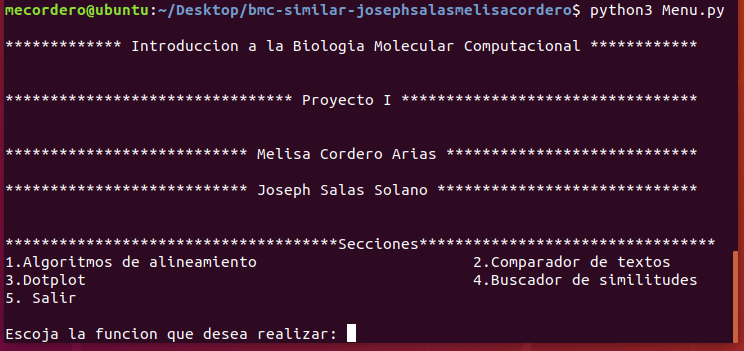 mecordero@ubuntu:~/Desktop/bmc-similar-josephsalasmelisacordero$ python3 Menu.py
************* Introduccion a la Biologia Molecular Computacional ************
******************************** Proyecto I *********************************
*************************** Melisa Cordero Arias ****************************
*************************** Joseph Salas Solano *****************************
*************************************Secciones*********************************
1.Algoritmos de alineamiento 2.Comparador de textos
3.Dotplot 4.Buscador de similitudes
5. Salir
Escoja la funcion que desea realizar: